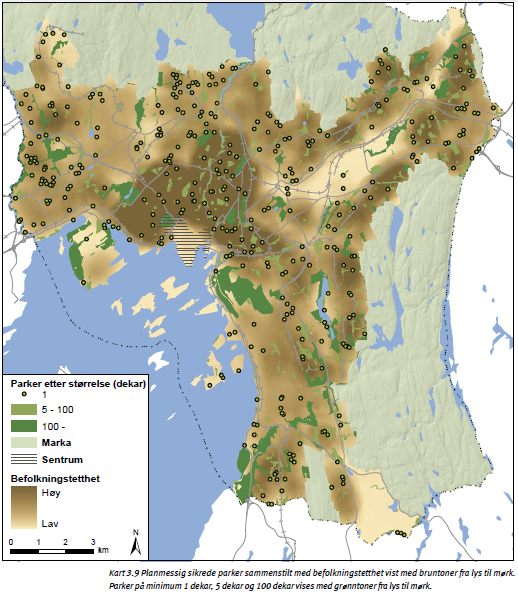 Parker etter størrelse (dekar)
1
5 - 100
100 -
Marka
Sentrum
Befolkningstetthet
Høy
Lav
0 1 2 3
km
N
Kart 3.9 Planmessig sikrede parker sammenstilt med befolkningstetthet vist med bruntoner fra lys til mørk.
Parker på minimum 1 dekar, 5 dekar og 100 dekar vises med grønntoner fra lys til mørk.